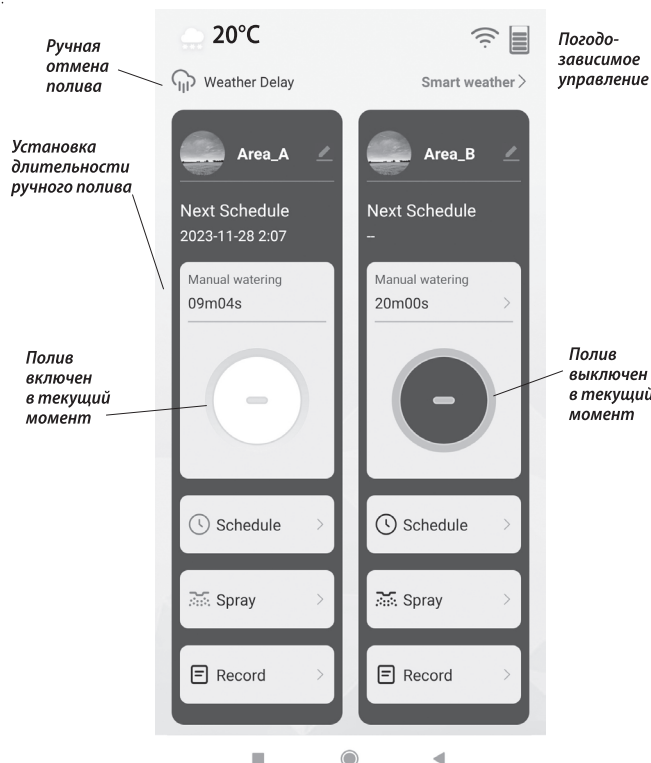 20°C
Ручная
отмена
полива
Weather Delay
Smart weather
Погодо-
зависимое
управление
Установка
длительности
ручного полива
Area_A
Next Schedule
2023-11-28 2:07
Manual watering
09m04s
Полив
включен
в текущий
момент
Schedule
Spray
Record
Area_B
Next Schedule
--
Manual watering
20m00s
Полив
выключен
в текущий
момент
Schedule
Spray
Record